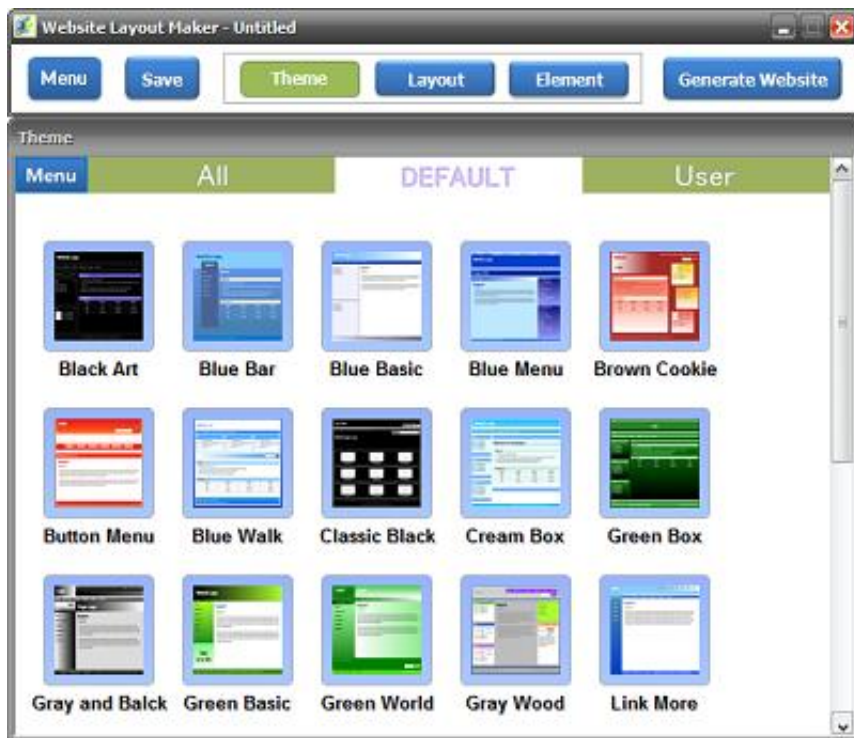 Website Layout Maker - Untitled
Menu Save Theme Layout Element Generate Website
Theme
Menu All DEFAULT User
Black Art Blue Bar Blue Basic Blue Menu Brown Cookie
Button Menu Blue Walk Classic Black Cream Box Green Box
Gray and Balck Green Basic Green World Gray Wood Link More